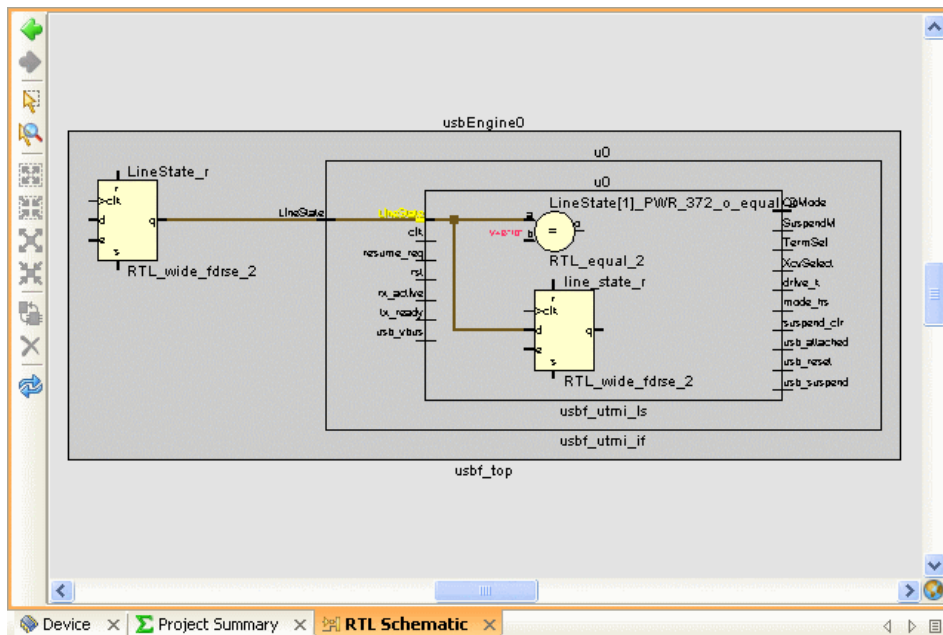 usbEngine0
u0
u0
LineState_r
r
clk
d
q
e
s
RTL_wide_fdrse_2
LineState
LineState
clk
resume_req
rst
rx_active
tx_ready
usb_vbus
LineState[1]_PWR_372_o_equal
a
b
=
o
RTL_equal_2
line_state_r
r
clk
d
q
e
s
RTL_wide_fdrse_2
OpMode
SuspendM
TermSel
XcvSelect
drive_k
mode_hs
suspend_clr
usb_attached
usb_reset
usb_suspend
usbf_utmi_ls
usbf_utmi_if
usbf_top
Device
Project Summary
RTL Schematic